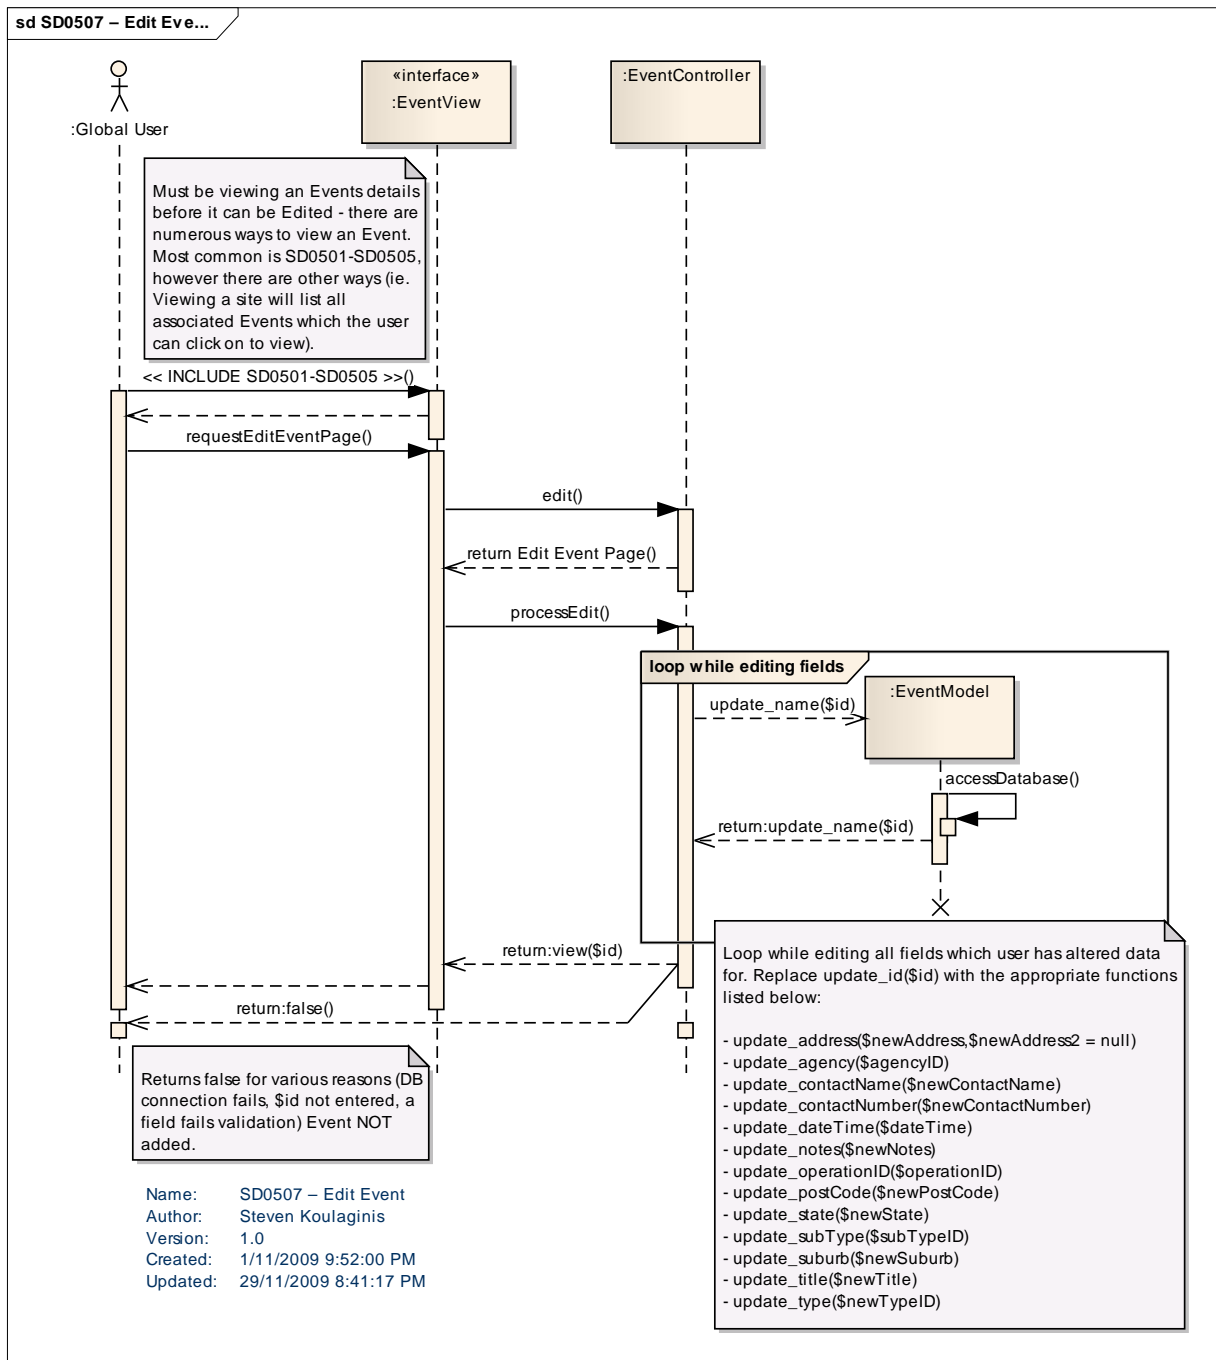 sd SD0507 – Edit Eve...
:Global User
«interface»
:EventView
:EventController
Must be viewing an Events details
before it can be Edited - there are
numerous ways to view an Event.
Most common is SD0501-SD0505,
however there are other ways (ie.
Viewing a site will list all
associated Events which the user
can click on to view).
<< INCLUDE SD0501-SD0505 >>()
requestEditEventPage()
edit()
return Edit Event Page()
processEdit()
loop while editing fields
:EventModel
update_name($id)
accessDatabase()
return:update_name($id)
return:view($id)
return:false()
Loop while editing all fields which user has altered data
for. Replace update_id($id) with the appropriate functions
listed below:
- update_address($newAddress,$newAddress2 = null)
- update_agency($agencyID)
- update_contactName($newContactName)
- update_contactNumber($newContactNumber)
- update_dateTime($dateTime)
- update_notes($newNotes)
- update_operationID($operationID)
- update_postCode($newPostCode)
- update_state($newState)
- update_subType($subTypeID)
- update_suburb($newSuburb)
- update_title($newTitle)
- update_type($newTypeID)
Returns false for various reasons (DB
connection fails, $id not entered, a
field fails validation) Event NOT
added.
Name: SD0507 – Edit Event
Author: Steven Koulaginis
Version: 1.0
Created: 1/11/2009 9:52:00 PM
Updated: 29/11/2009 8:41:17 PM